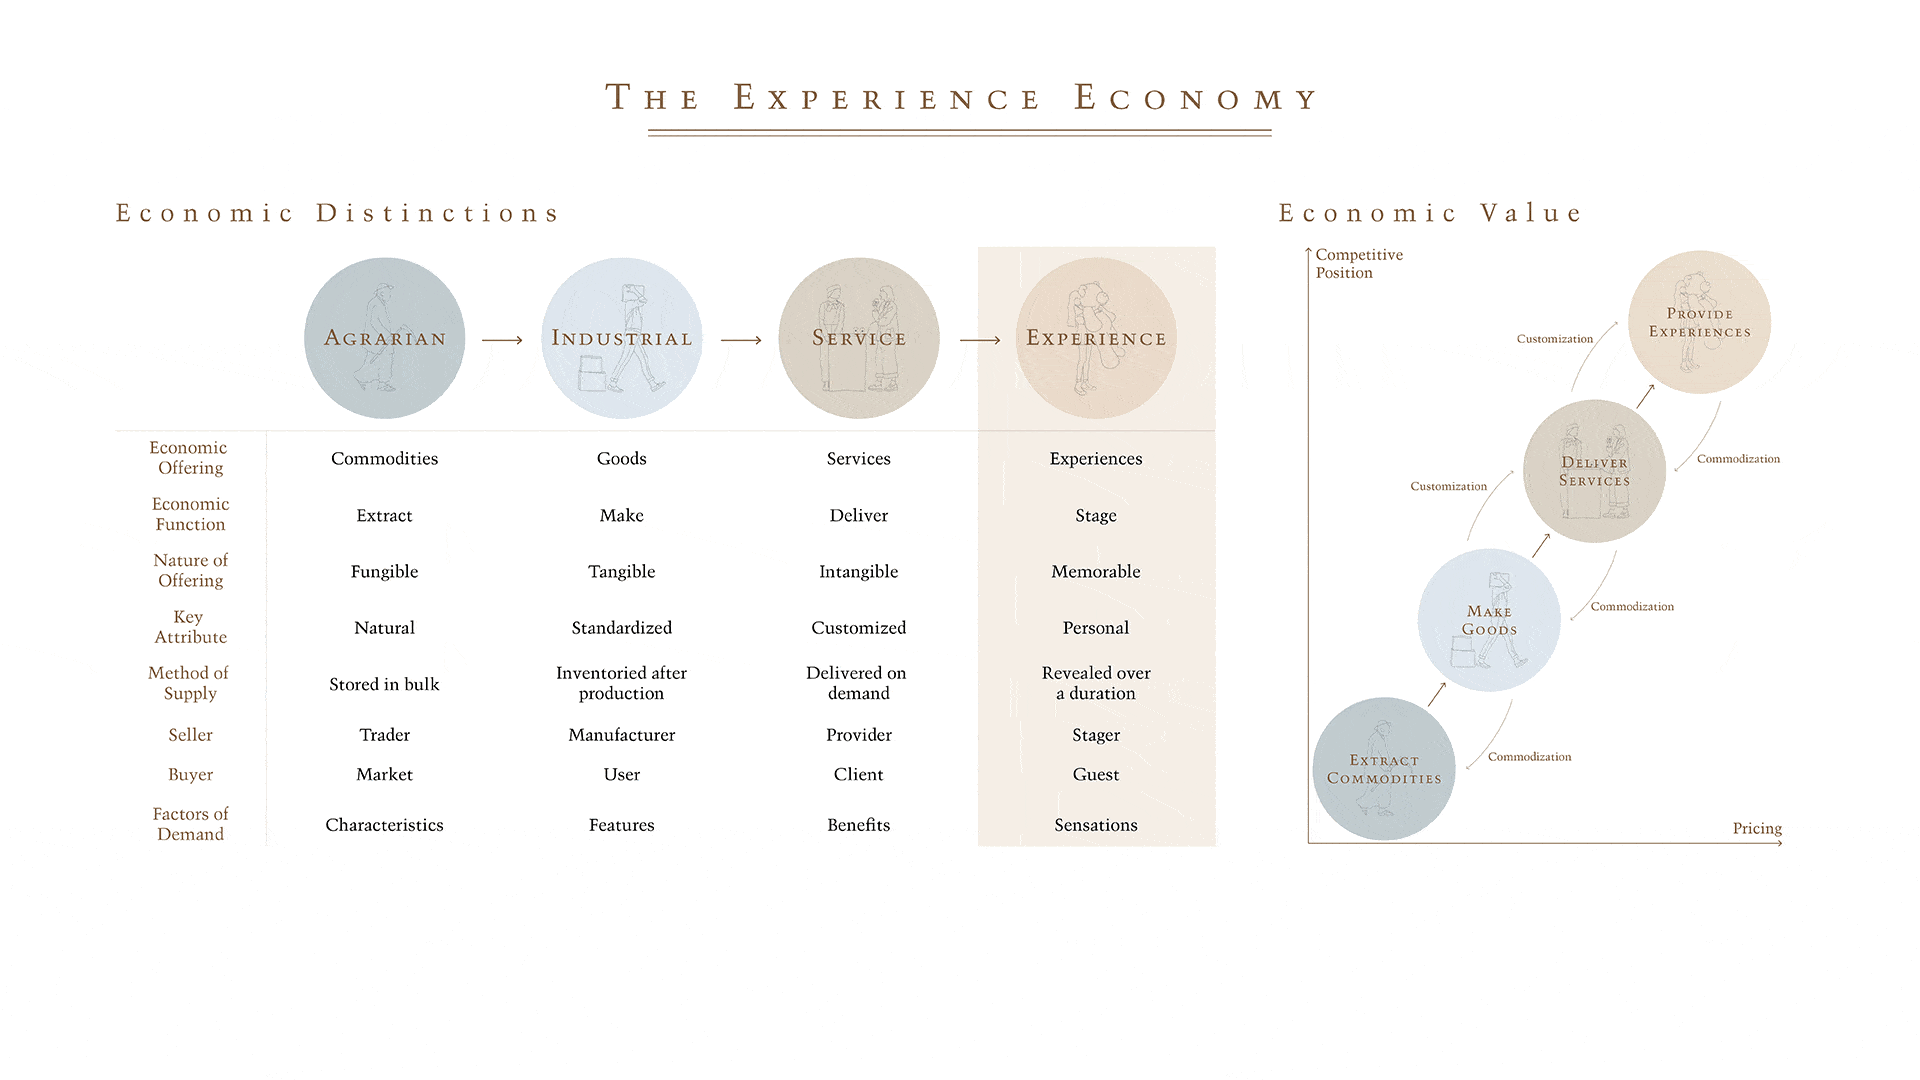 THE EXPERIENCE ECONOMY
Economic Distinctions
AGRARIAN
INDUSTRIAL
SERVICE
EXPERIENCE
Economic
Offering
Commodities
Goods
Services
Experiences
Economic
Function
Extract
Make
Deliver
Stage
Nature of
Offering
Fungible
Tangible
Intangible
Memorable
Key
Attribute
Natural
Standardized
Customized
Personal
Method of
Supply
Stored in bulk
Inventoried after
production
Delivered on
demand
Revealed over
a duration
Seller
Trader
Manufacturer
Provider
Stager
Buyer
Market
User
Client
Guest
Factors of
Demand
Characteristics
Features
Benefits
Sensations
Economic Value
Competitive
Position
PROVIDE
EXPERIENCES
Customization
Commodization
DELIVER
SERVICES
Customization
Commodization
MAKE
GOODS
Commodization
EXTRACT
COMMODITIES
Pricing